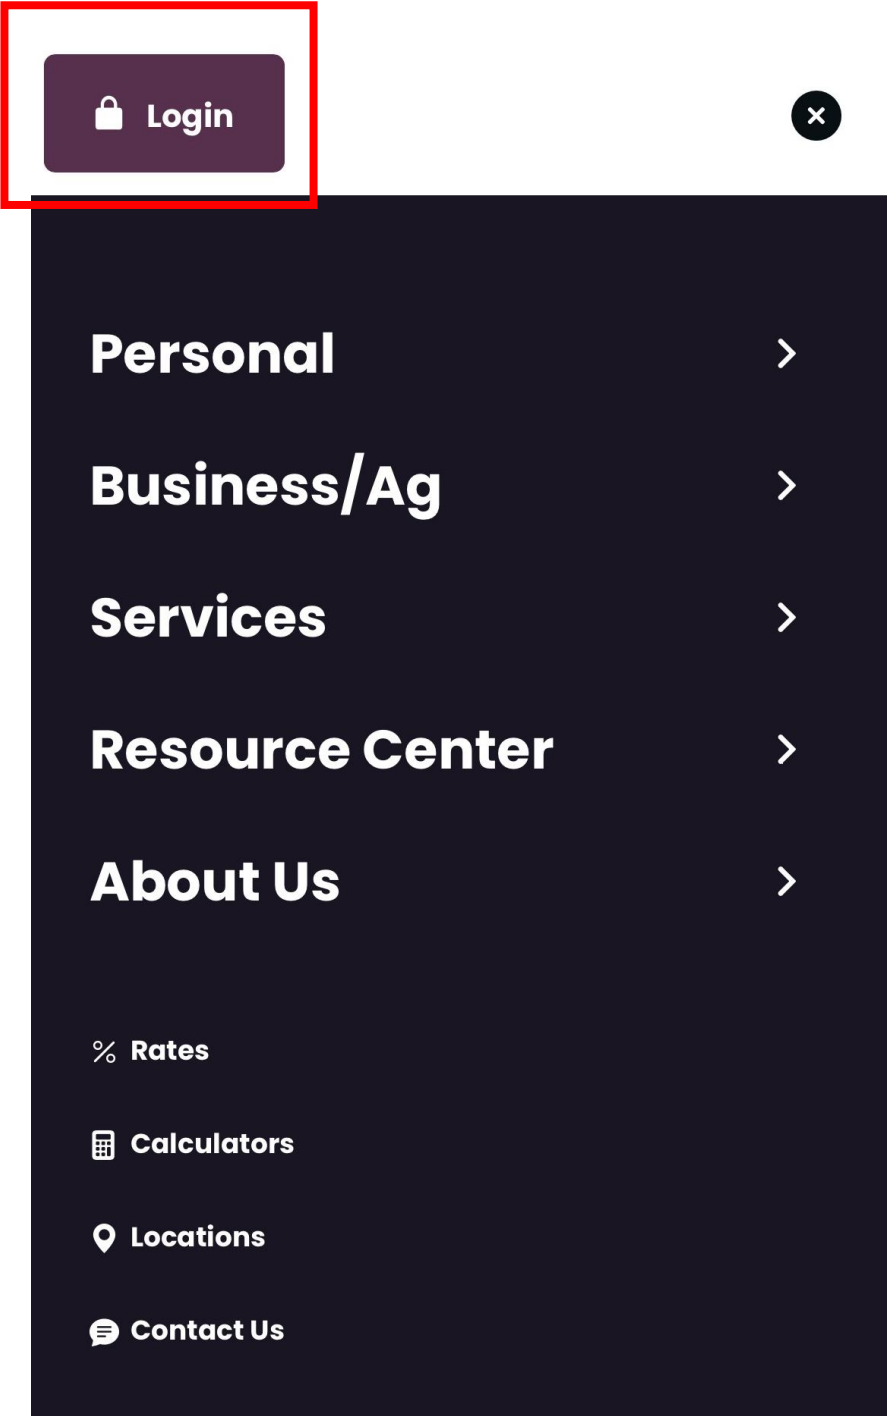 Login
Personal
Business/Ag
Services
Resource Center
About Us
Rates
Calculators
Locations
Contact Us